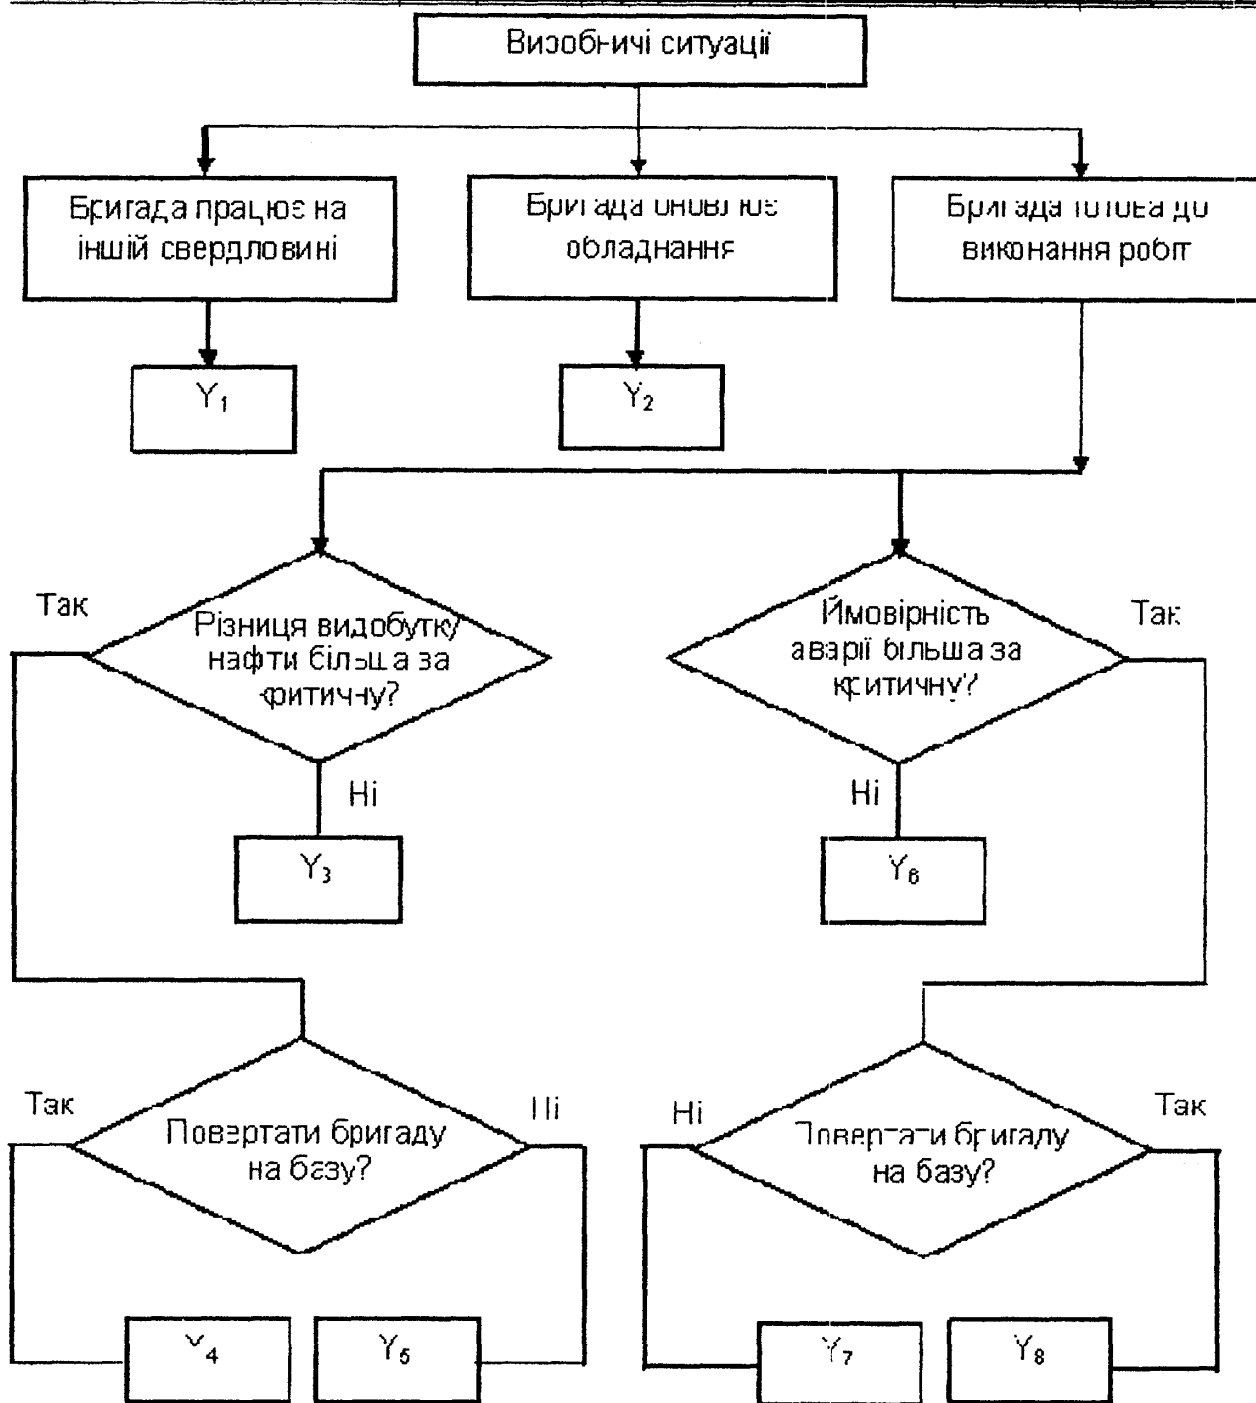 Виробничі ситуації
Бригада працює на
іншій свердловині
Бригада оновлює
обладнання
Бригада готова до
виконання робіт
Y1
Y2
Так
Різниця видобутку
нафти більша за
критичну?
Ймовірність
аварії більша за
критичну?
Так
Ні
Ні
Y3
Y6
Так
Повертати бригаду
на базу?
Ні
Ні
Повертати бригаду
на базу?
Так
Y4
Y5
Y7
Y8